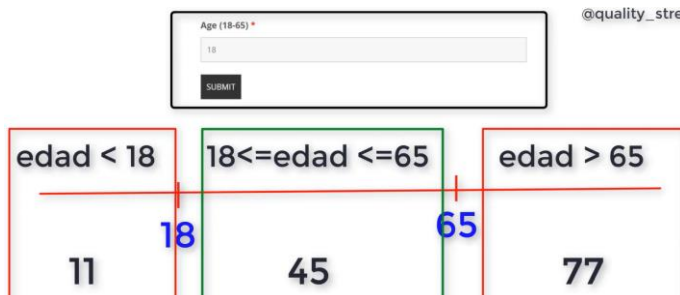 @quality_stre
Age (18-65) *
18
SUBMIT
edad < 18
18<=edad <=65
edad > 65
18
65
11
45
77